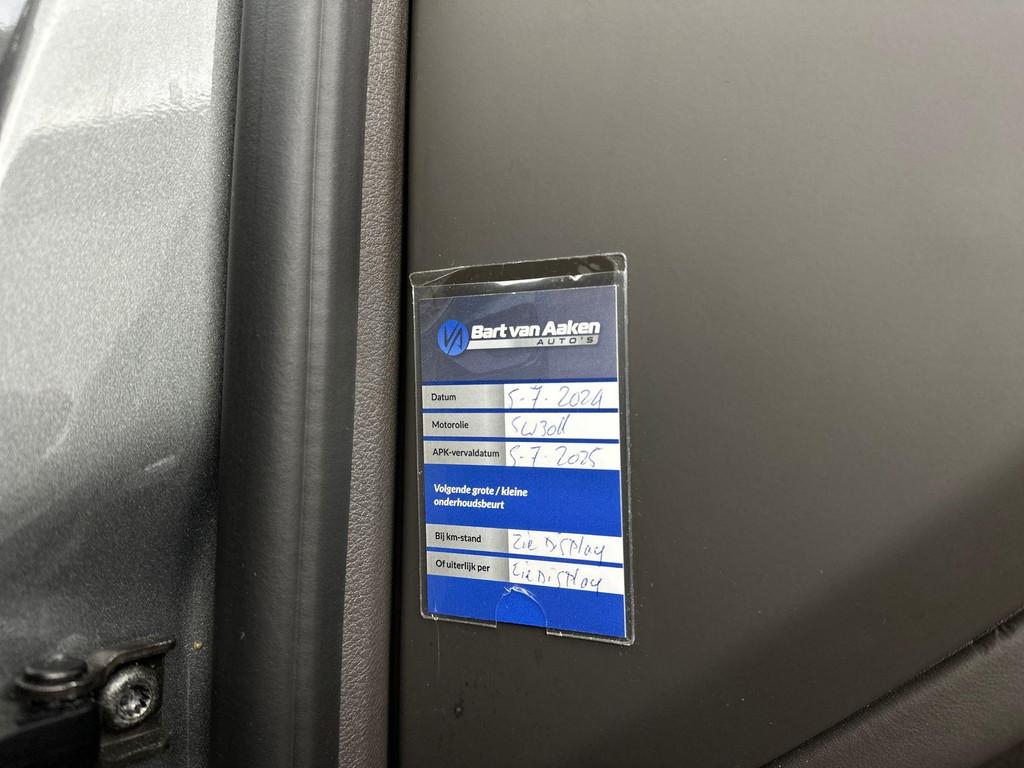 VA Bart van Aaken
AUTO'S
Datum 5-7-2024
Motorolie 5W30ll
APK-vervaldatum 5-7-2025
Volgende grote / kleine
onderhoudsbeurt
Bij km-stand Zie Display
Of uiterlijk per Zie Display